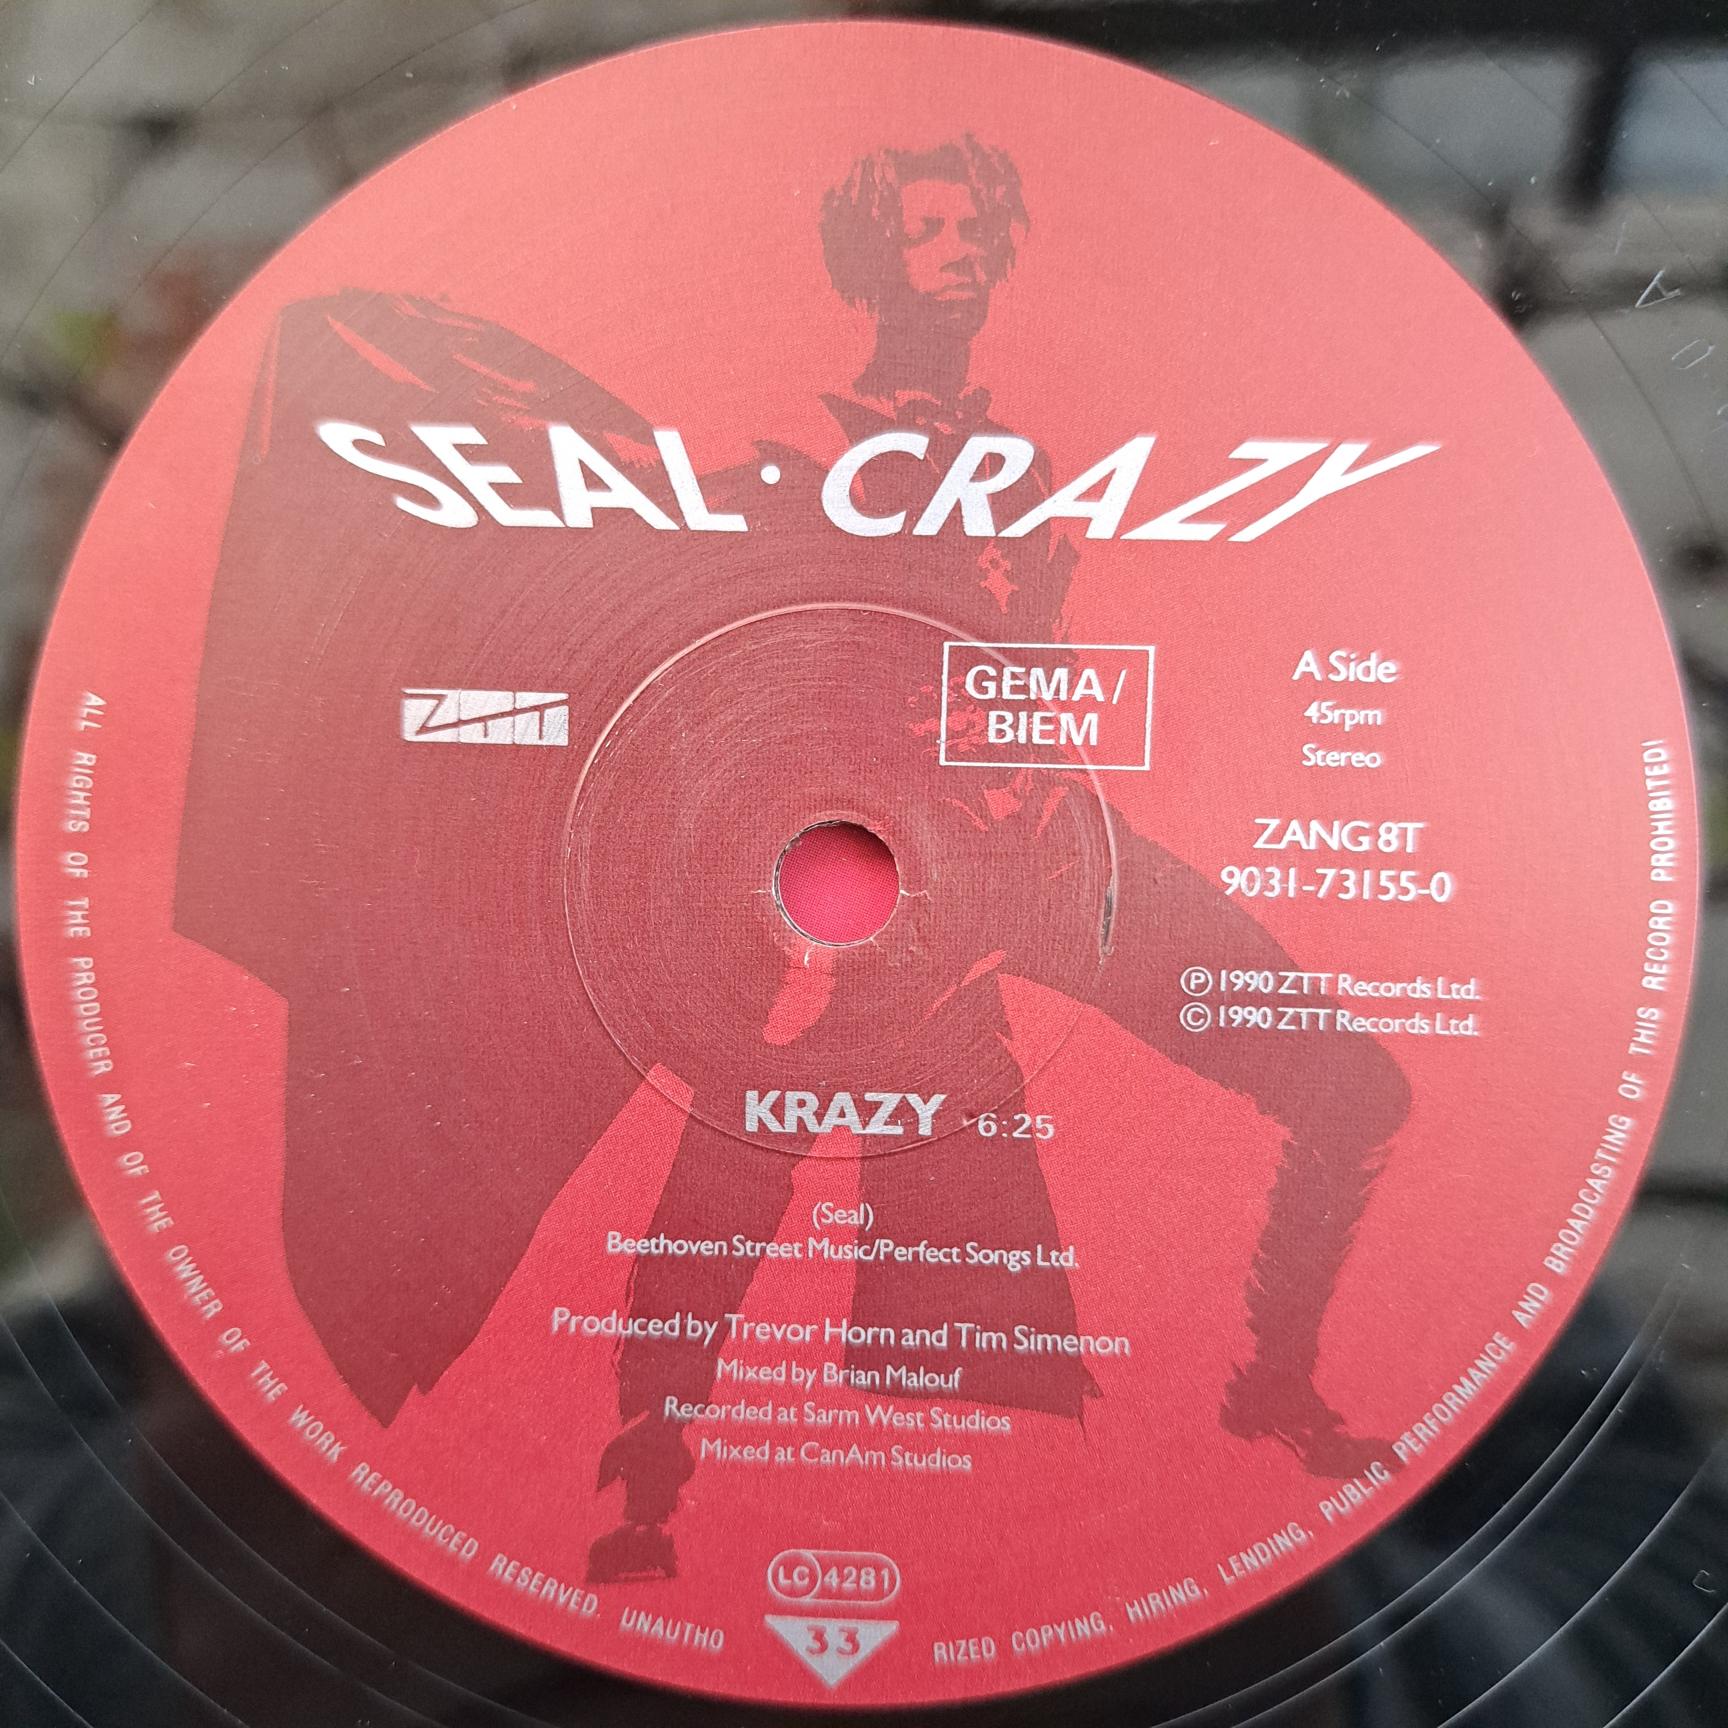 SEAL · CRAZY
ZTT
GEMA/
BIEM
A Side
45rpm
Stereo
ZANG 8T
9031-73155-0
Ⓟ 1990 ZTT Records Ltd.
© 1990 ZTT Records Ltd.
KRAZY 6:25
(Seal)
Beethoven Street Music/Perfect Songs Ltd.
Produced by Trevor Horn and Tim Simenon
Mixed by Brian Malouf
Recorded at Sarm West Studios
Mixed at CanAm Studios
LC 4281
33
ALL RIGHTS OF THE PRODUCER AND OF THE OWNER OF THE WORK REPRODUCED RESERVED. UNAUTHO RIZED COPYING, HIRING, LENDING, PUBLIC PERFORMANCE AND BROADCASTING OF THIS RECORD PROHIBITED!